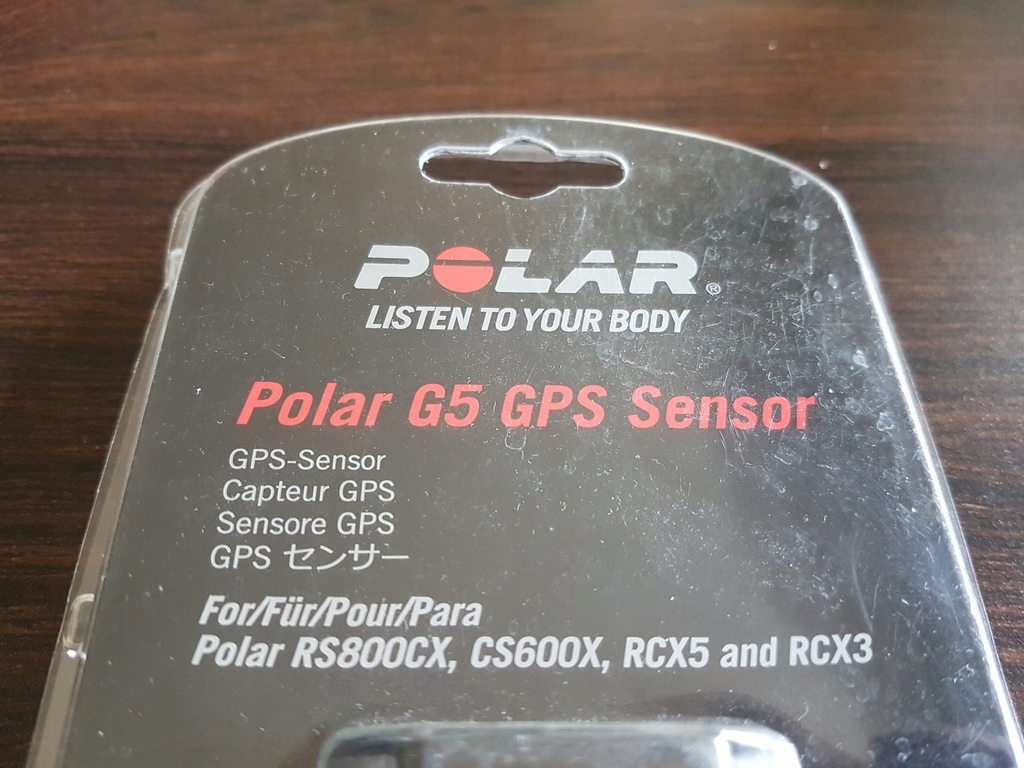 POLAR®
LISTEN TO YOUR BODY
Polar G5 GPS Sensor
GPS-Sensor
Capteur GPS
Sensore GPS
GPS センサー
For/Für/Pour/Para
Polar RS800CX, CS600X, RCX5 and RCX3